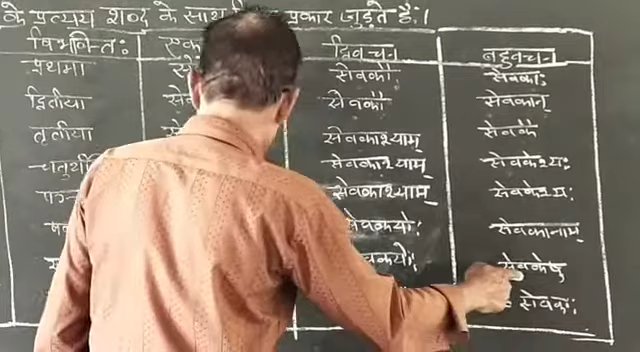 के प्रत्यय शब्द के साथ प्रकार जुड़ते हैं।
विभक्तिः द्विवचन बहुवचन
प्रथमा सेवकौ सेवकाः
द्वितीया सेवकौ सेवकान्
तृतीया सेवकाभ्याम् सेवकैः
चतुर्थी सेवकाभ्याम् सेवकेभ्यः
सेवकाभ्याम् सेवकेभ्यः
सेवकयोः सेवकानाम्
सेवकेषु
सेवकाः